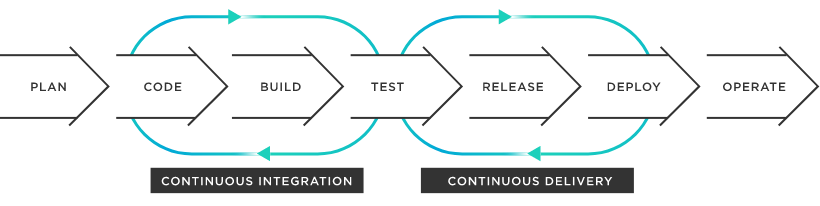 PLAN
CODE
BUILD
TEST
RELEASE
DEPLOY
OPERATE
CONTINUOUS INTEGRATION
CONTINUOUS DELIVERY